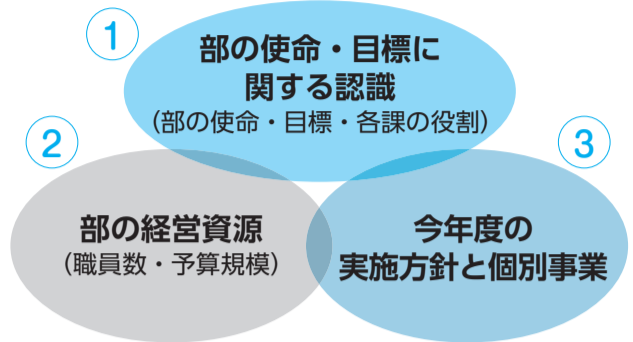 ①
部の使命・目標に
関する認識
(部の使命・目標・各課の役割)
②
部の経営資源
(職員数・予算規模)
③
今年度の
実施方針と個別事業